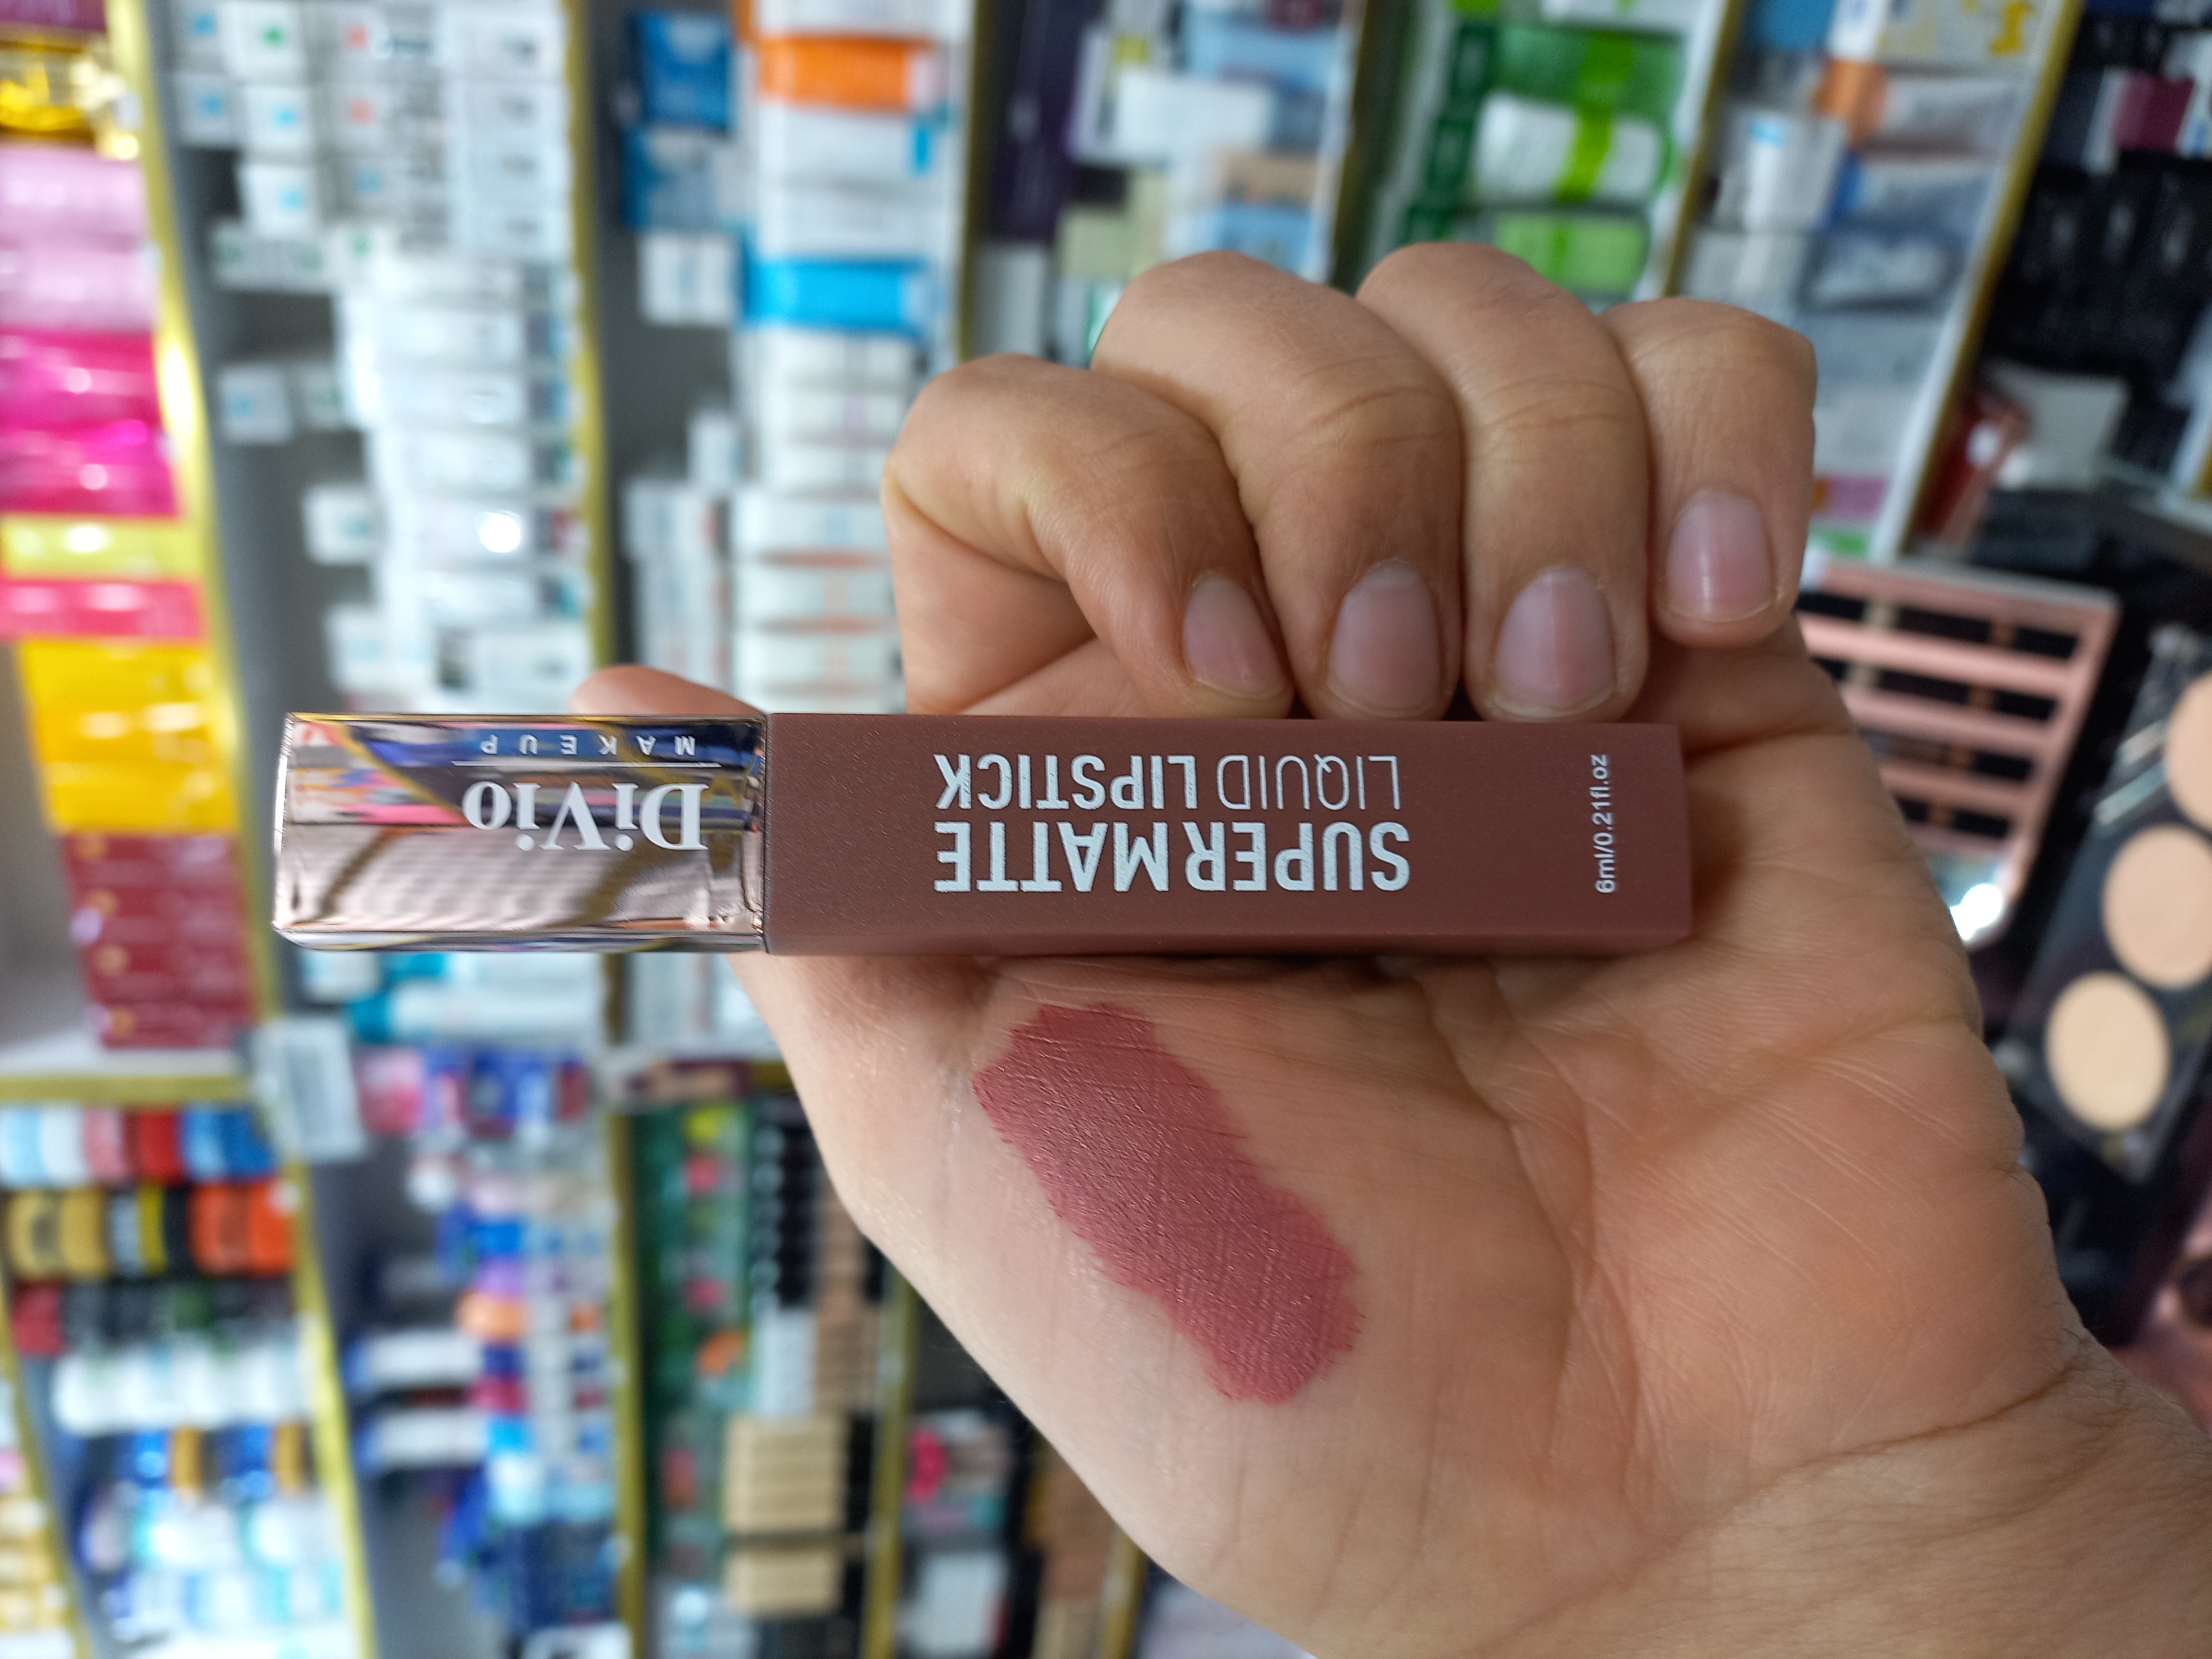 DiVio
MAKEUP
SUPER MATTE
LIQUID LIPSTICK
6ml/0.21fl.oz